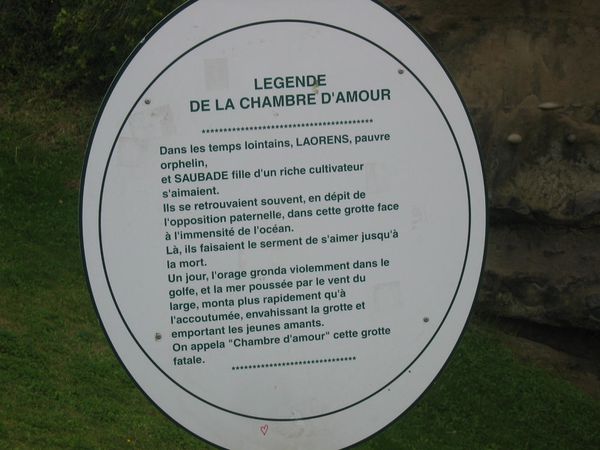 LEGENDE
DE LA CHAMBRE D'AMOUR
****************************************
Dans les temps lointains, LAORENS, pauvre
orphelin,
et SAUBADE fille d'un riche cultivateur
s'aimaient.
Ils se retrouvaient souvent, en dépit de
l'opposition paternelle, dans cette grotte face
à l'immensité de l'océan.
Là, ils faisaient le serment de s'aimer jusqu'à
la mort.
Un jour, l'orage gronda violemment dans le
golfe, et la mer poussée par le vent du
large, monta plus rapidement qu'à
l'accoutumée, envahissant la grotte et
emportant les jeunes amants.
On appela "Chambre d'amour" cette grotte
fatale.
******************************